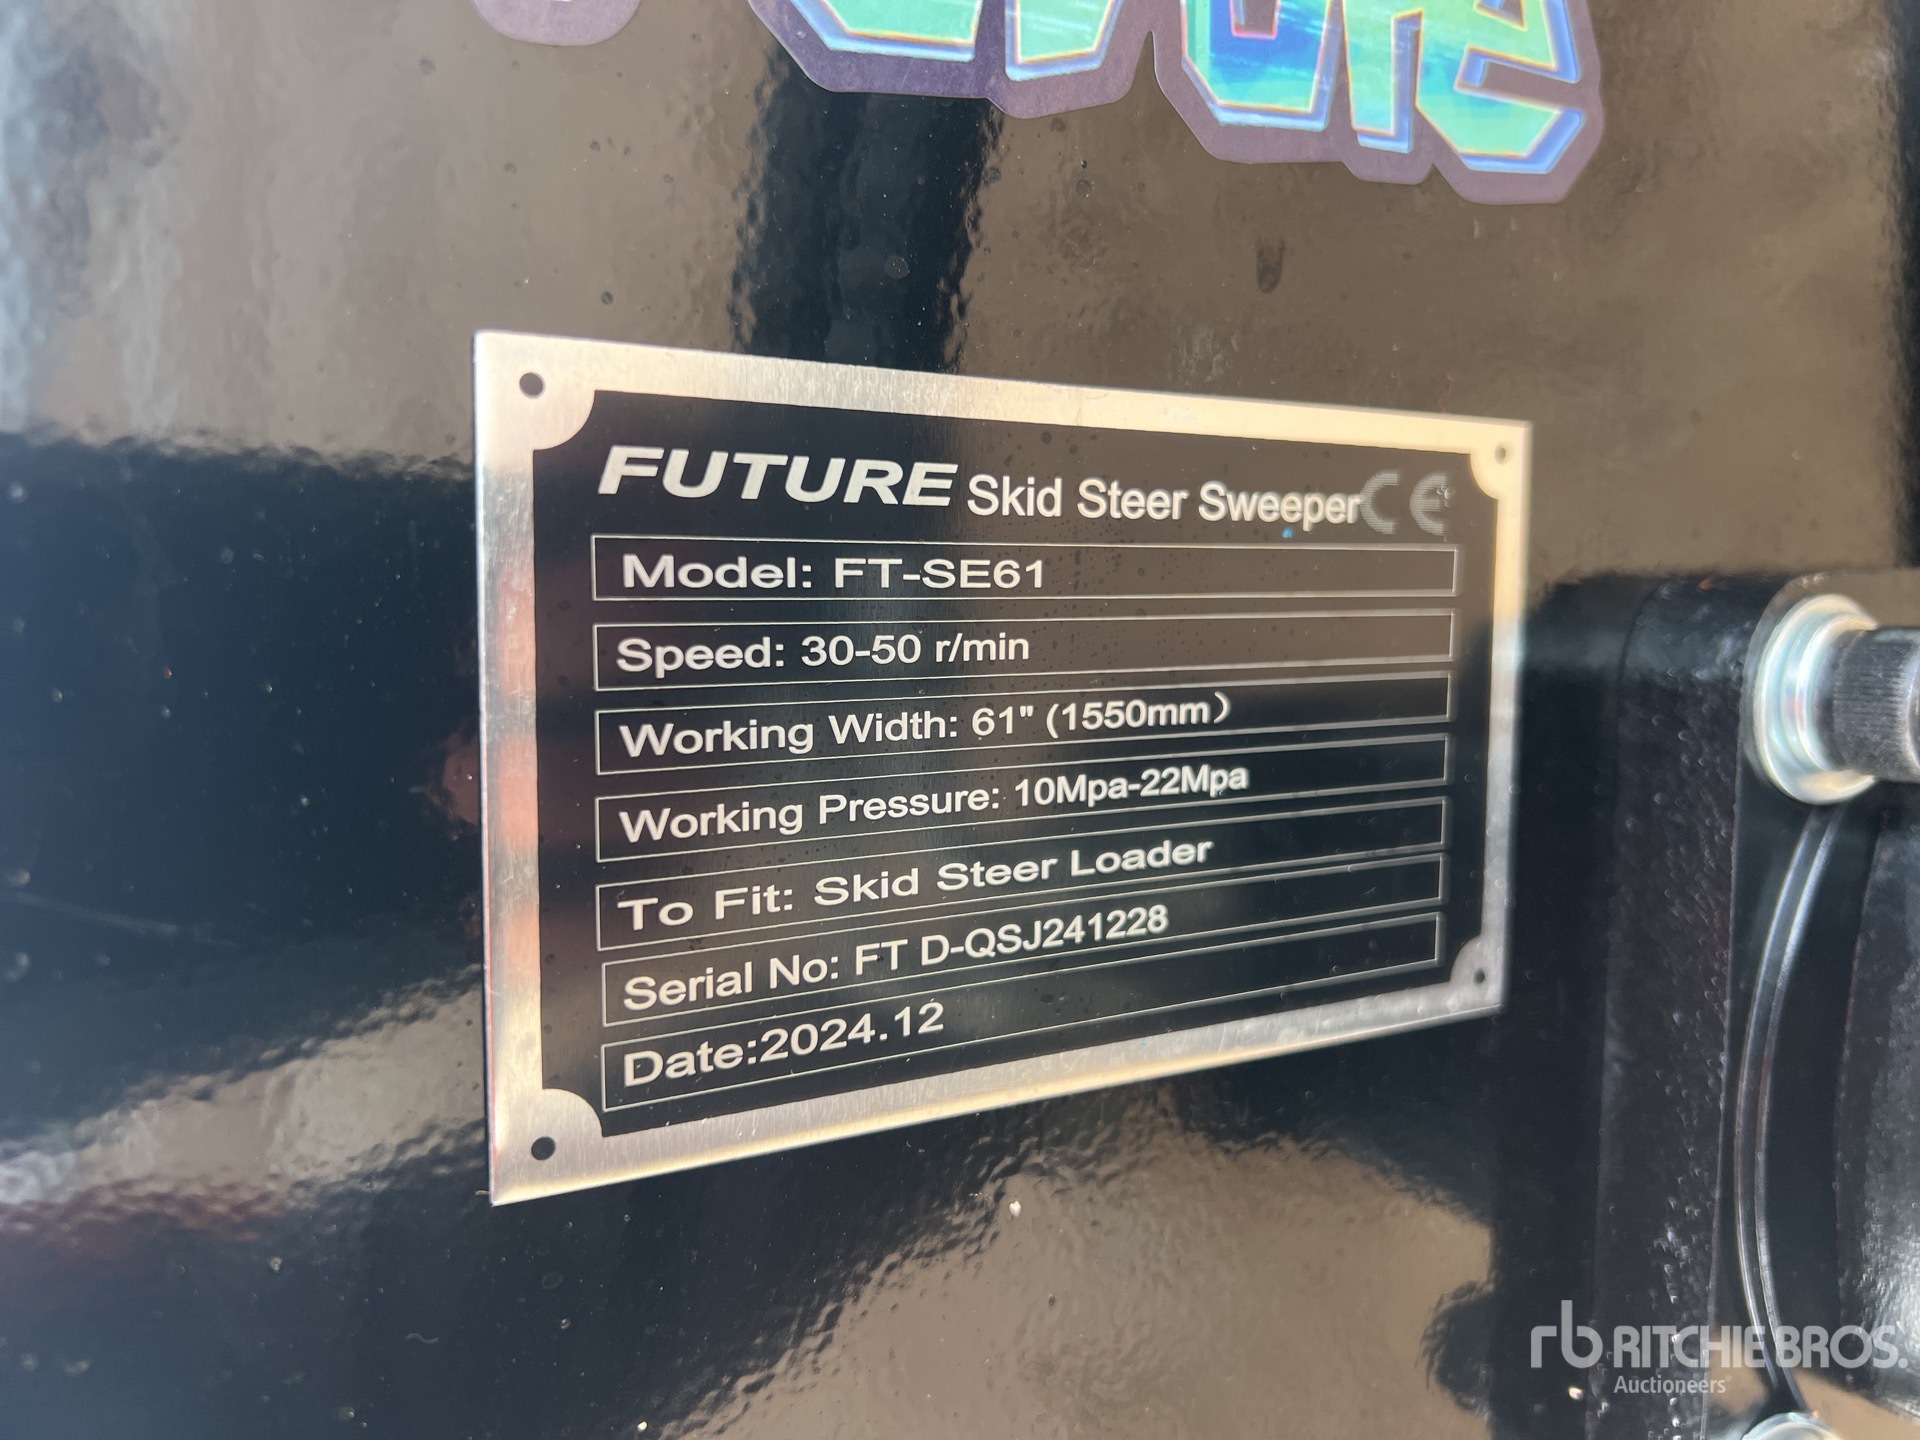 FUTURE Skid Steer Sweeper CE
Model: FT-SE61
Speed: 30-50 r/min
Working Width: 61" (1550mm）
Working Pressure: 10Mpa-22Mpa
To Fit: Skid Steer Loader
Serial No: FT D-QSJ241228
Date:2024.12
rb RITCHIE BROS.
Auctioneers